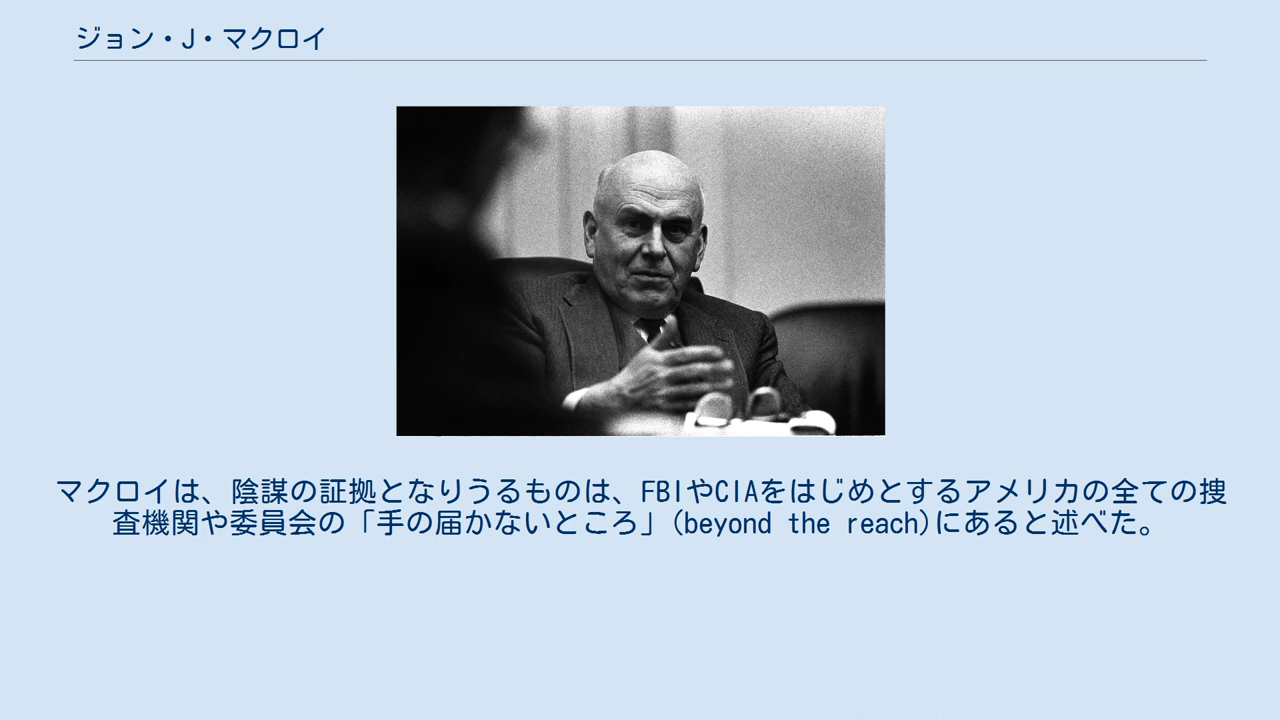 ジョン・J・マクロイ
マクロイは、陰謀の証拠となりうるものは、FBIやCIAをはじめとするアメリカの全ての捜
査機関や委員会の「手の届かないところ」(beyond the reach)にあると述べた。